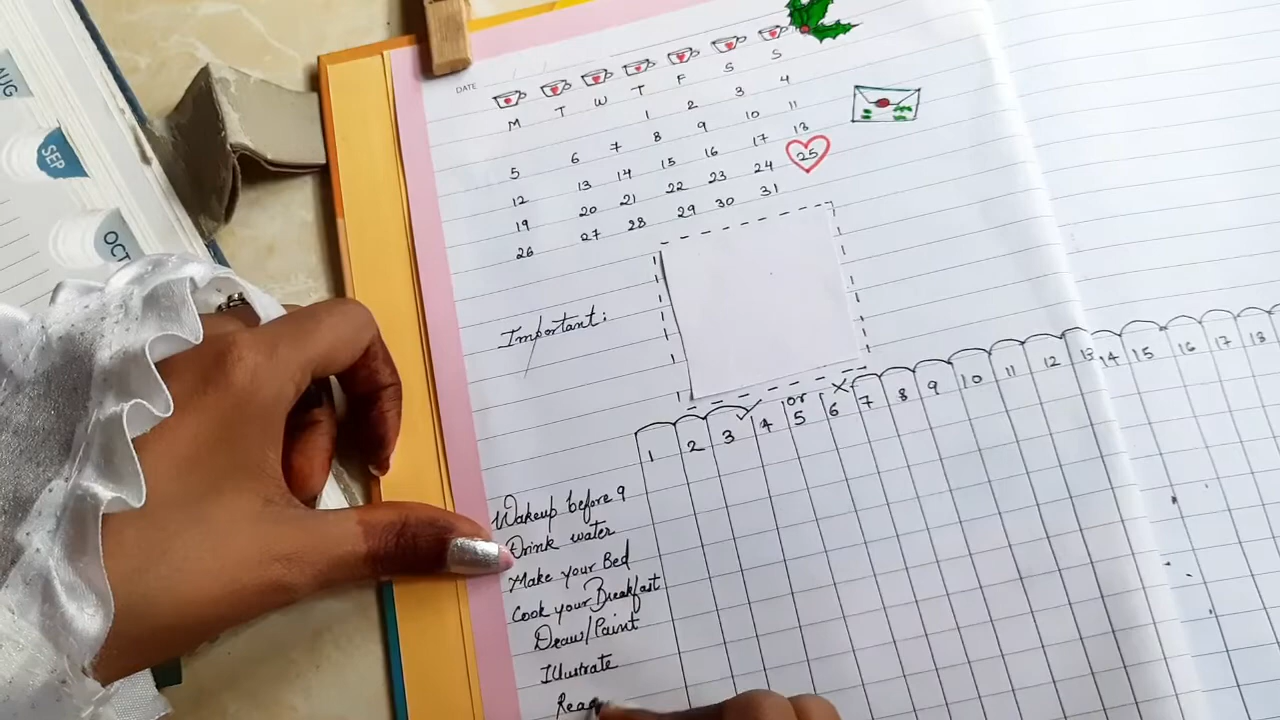 AUG
SEP
OCT
DATE
M T W T F S S
1 2 3 4
5 6 7 8 9 10 11
12 13 14 15 16 17 18
19 20 21 22 23 24 25
26 27 28 29 30 31
Important:
or X
1 2 3 4 5 6 7 8 9 10 11 12 13 14 15 16 17 18
Wakeup before 9
Drink water
Make your Bed
Cook your Breakfast
Draw/Paint
Illustrate
Read